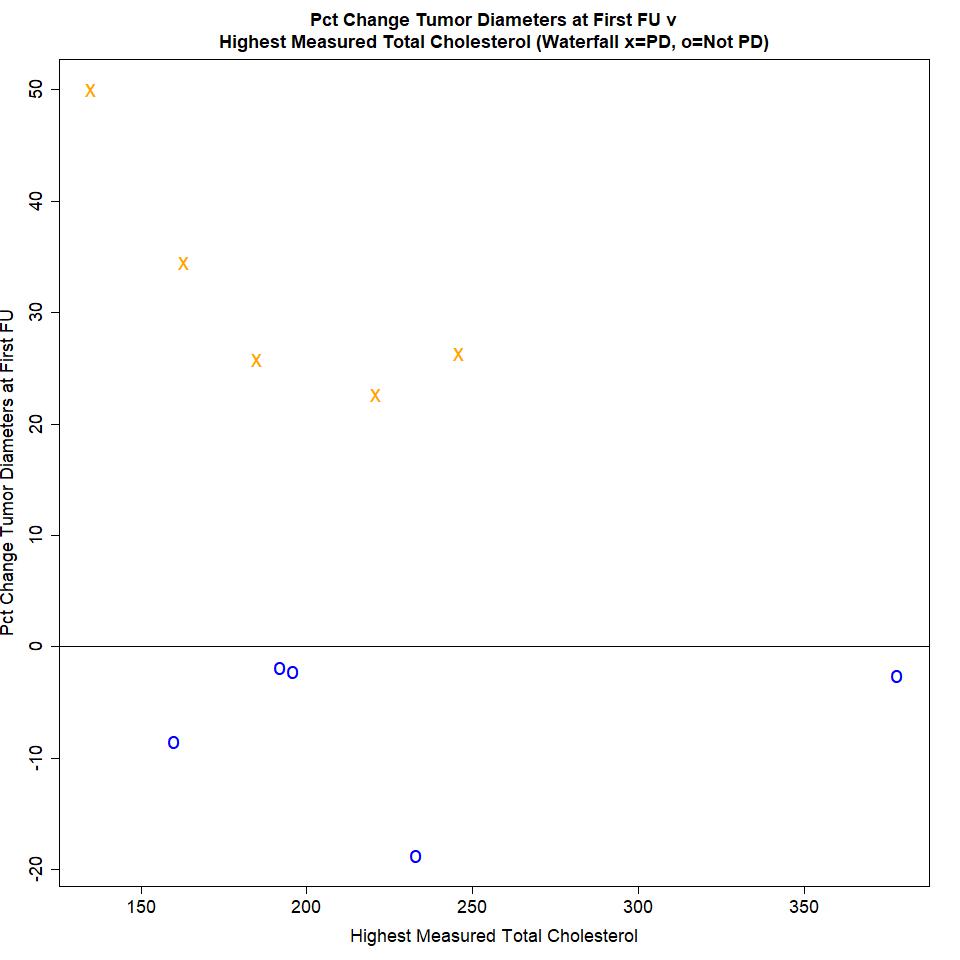 Pct Change Tumor Diameters at First FU v
Highest Measured Total Cholesterol (Waterfall x=PD, o=Not PD)
Pct Change Tumor Diameters at First FU
50
40
30
20
10
0
-10
-20
X
X
X
X
X
O
O
O
O
O
150
200
250
300
350
Highest Measured Total Cholesterol